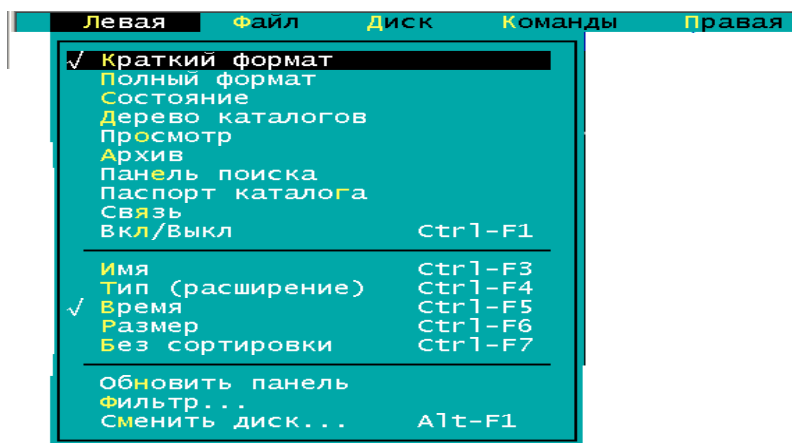 Левая Файл Диск Команды Правая
√ Краткий формат
Полный формат
Состояние
Дерево каталогов
Просмотр
Архив
Панель поиска
Паспорт каталога
Связь
Вкл/Выкл Ctrl-F1
Имя Ctrl-F3
Тип (расширение) Ctrl-F4
√ Время Ctrl-F5
Размер Ctrl-F6
Без сортировки Ctrl-F7
Обновить панель
Фильтр...
Сменить диск... Alt-F1